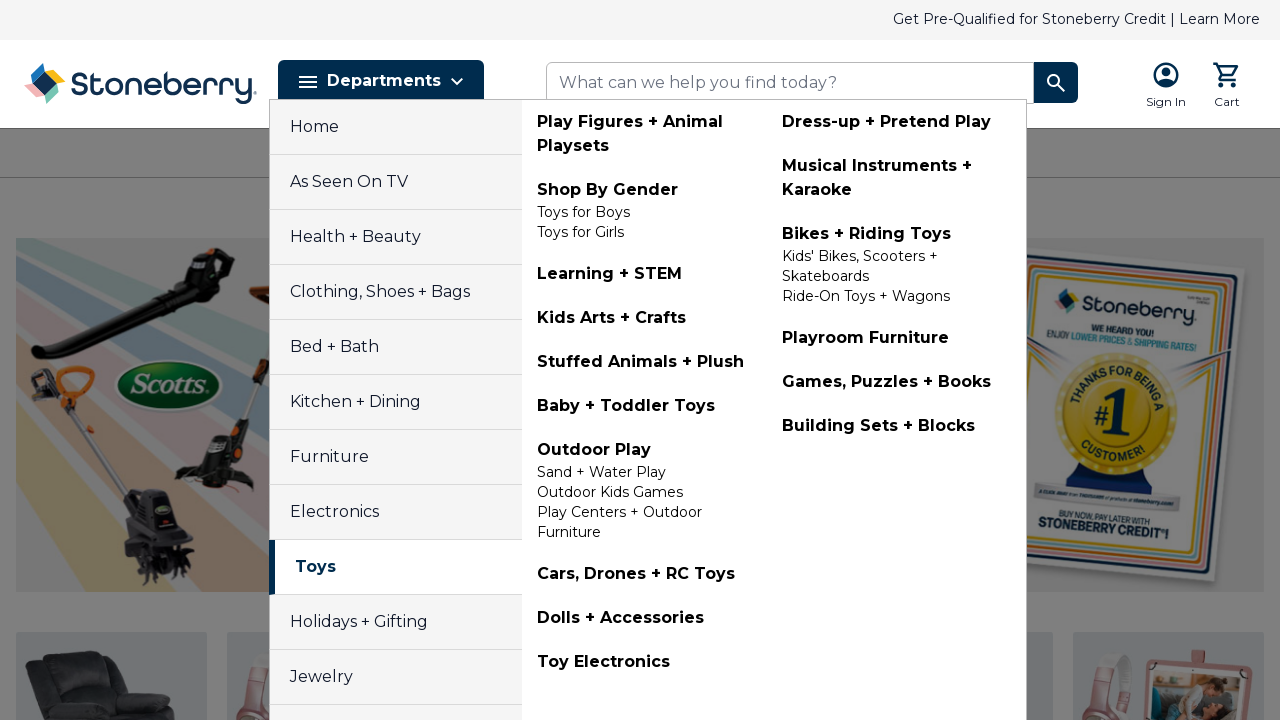 Get Pre-Qualified for Stoneberry Credit | Learn More
Stoneberry
Departments
What can we help you find today?
Sign In
Cart
Home
As Seen On TV
Health + Beauty
Clothing, Shoes + Bags
Bed + Bath
Kitchen + Dining
Furniture
Electronics
Toys
Holidays + Gifting
Jewelry
Play Figures + Animal
Playsets
Shop By Gender
Toys for Boys
Toys for Girls
Learning + STEM
Kids Arts + Crafts
Stuffed Animals + Plush
Baby + Toddler Toys
Outdoor Play
Sand + Water Play
Outdoor Kids Games
Play Centers + Outdoor
Furniture
Cars, Drones + RC Toys
Dolls + Accessories
Toy Electronics
Dress-up + Pretend Play
Musical Instruments +
Karaoke
Bikes + Riding Toys
Kids' Bikes, Scooters +
Skateboards
Ride-On Toys + Wagons
Playroom Furniture
Games, Puzzles + Books
Building Sets + Blocks
Scotts
Stoneberry
WE HEARD YOU!
ENJOY LOWER PRICES & SHIPPING RATES!
THANKS FOR BEING A
#1
CUSTOMER!
BUY NOW, PAY LATER WITH
STONEBERRY CREDIT®!